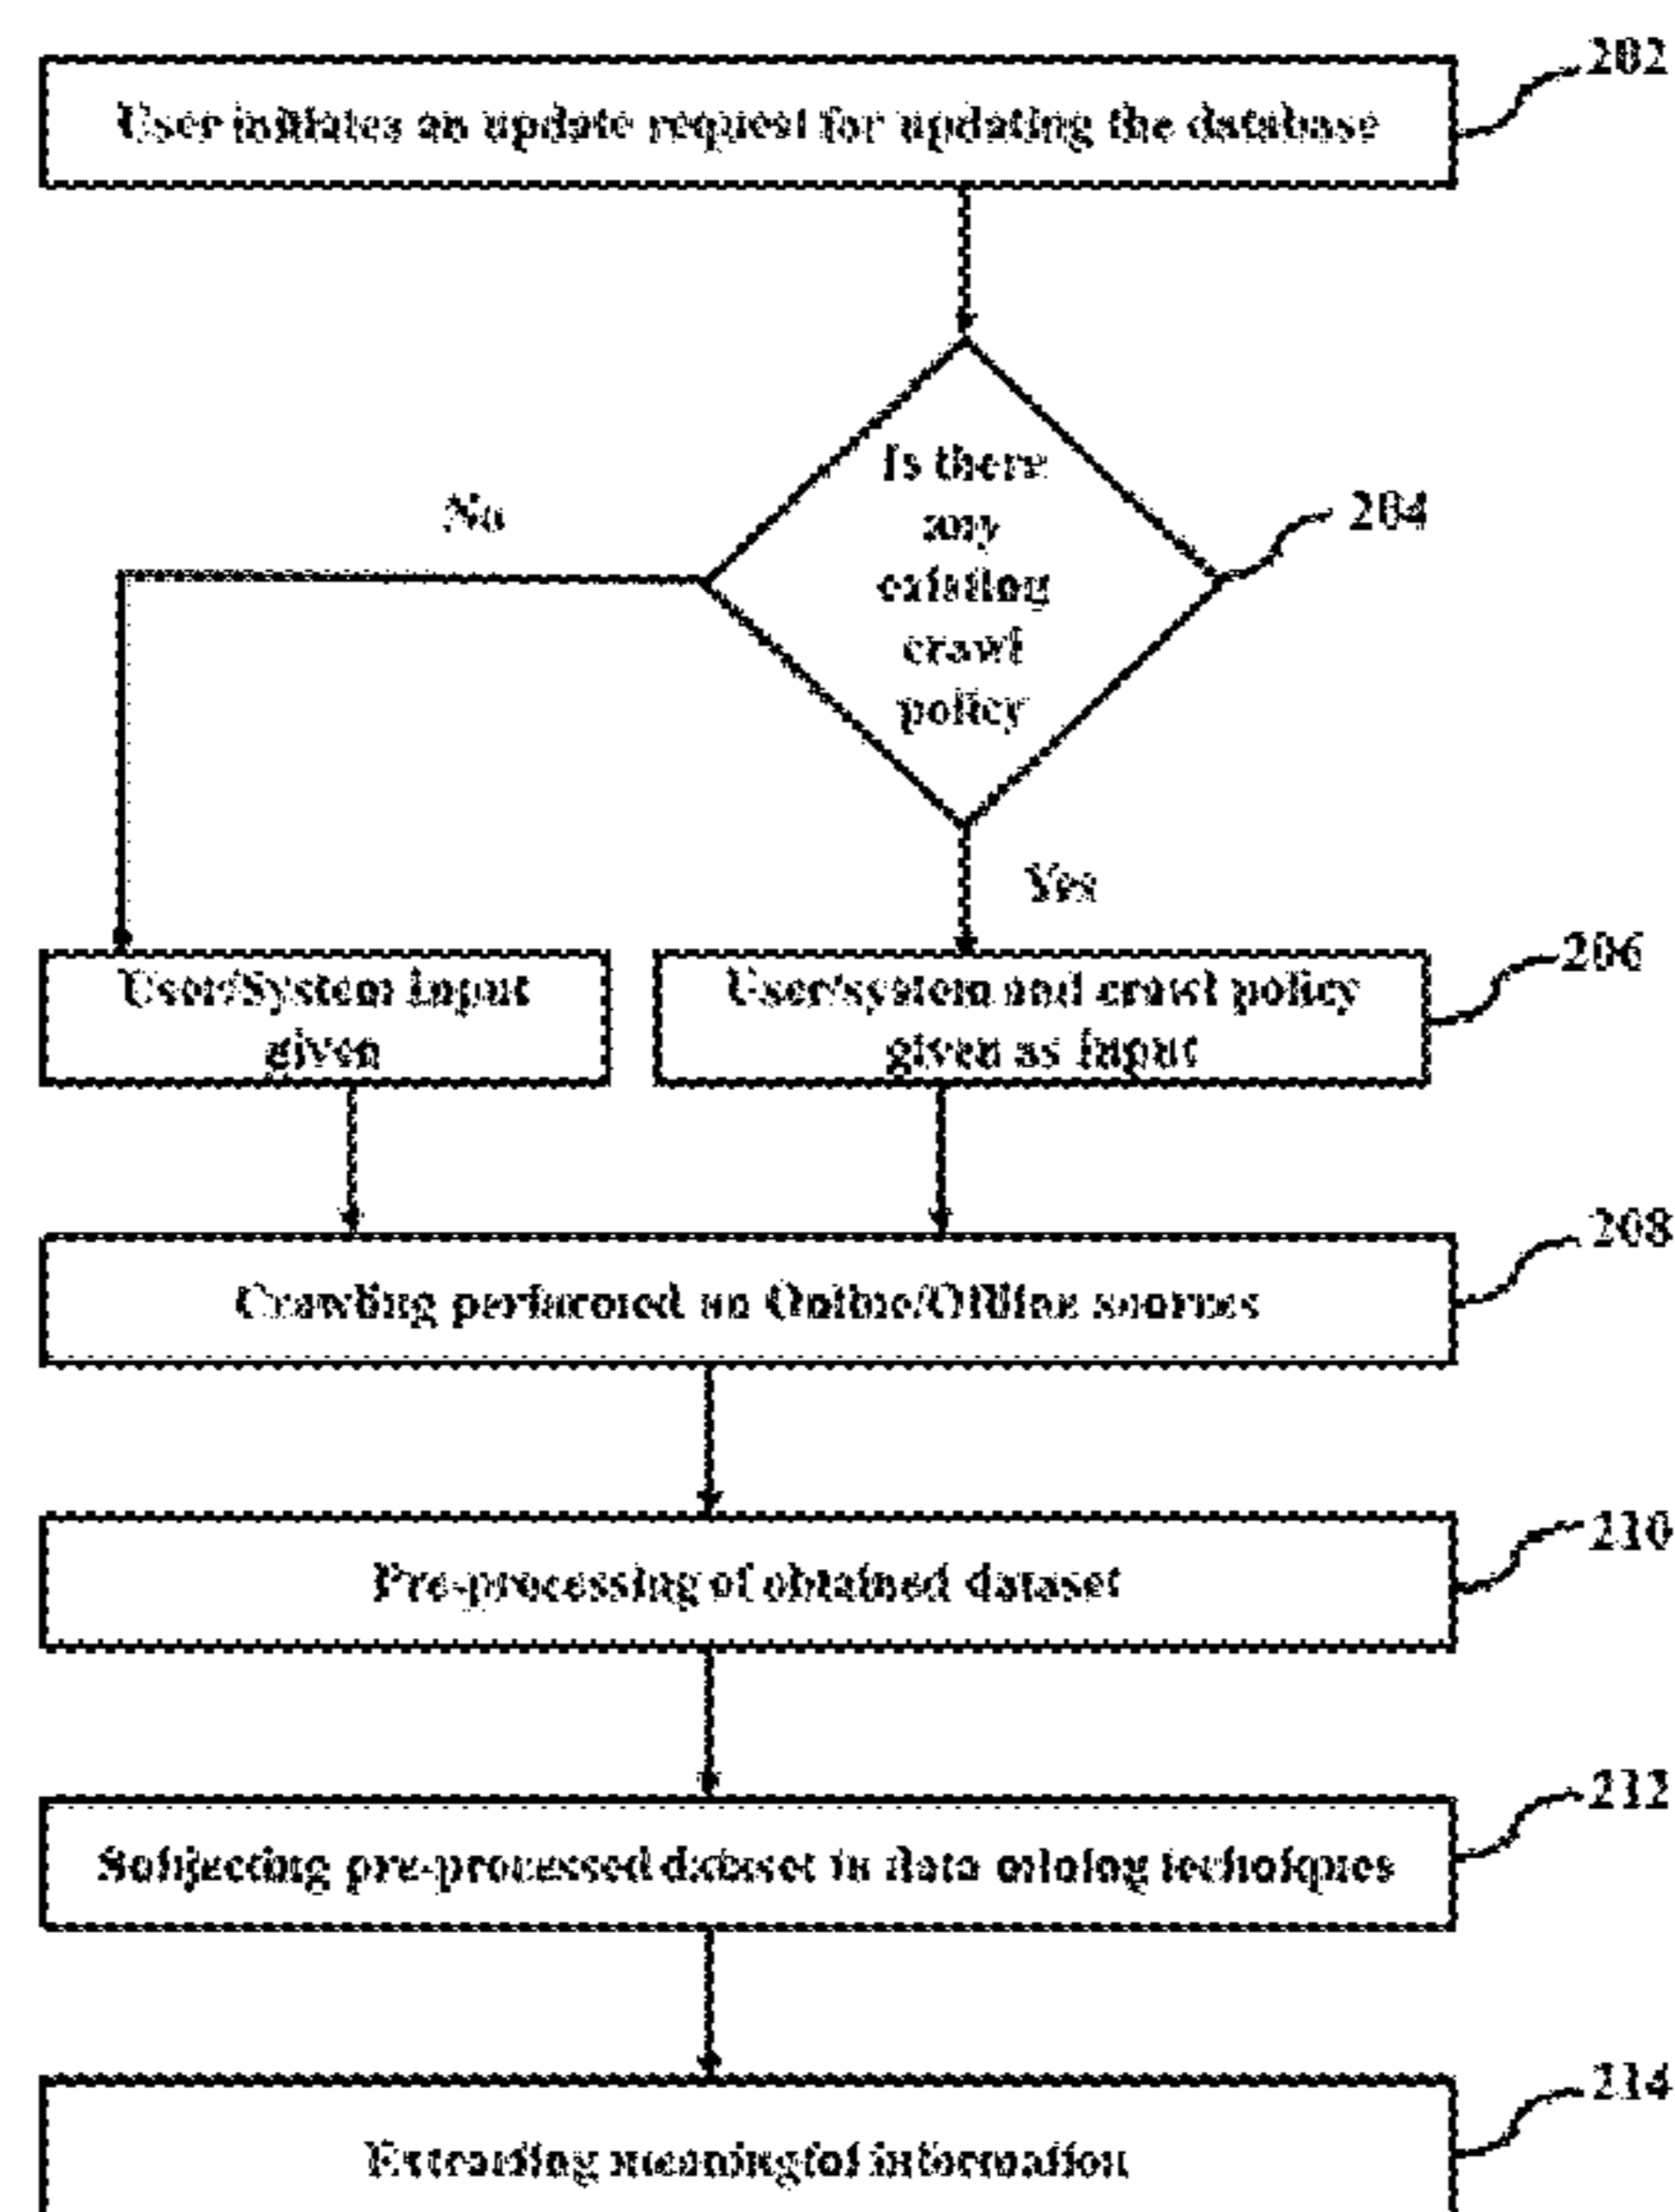 202
User initiates an update request for updating the database
Is there
any
existing
crawl
policy
204
No
Yes
User/System Input
given
User/system and crawl policy
given as Input
206
208
Crawling performed on Online/Offline sources
210
Pre-processing of obtained dataset
212
Subjecting pre-processed dataset to data mining techniques
214
Extracting meaningful information